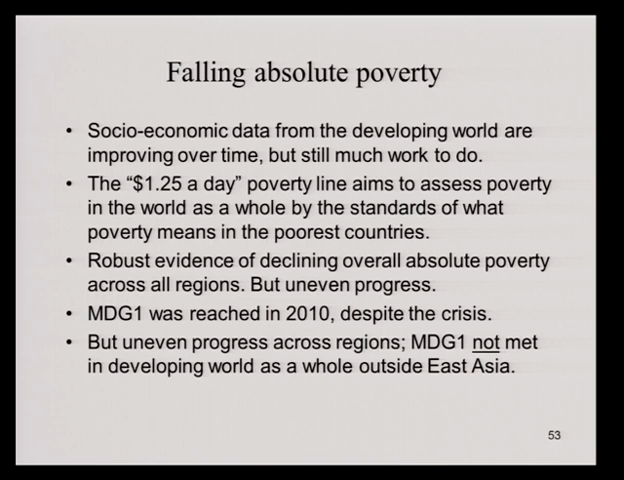 Falling absolute poverty
• Socio-economic data from the developing world are
improving over time, but still much work to do.
• The “$1.25 a day” poverty line aims to assess poverty
in the world as a whole by the standards of what
poverty means in the poorest countries.
• Robust evidence of declining overall absolute poverty
across all regions. But uneven progress.
• MDG1 was reached in 2010, despite the crisis.
• But uneven progress across regions; MDG1 not met
in developing world as a whole outside East Asia.
53